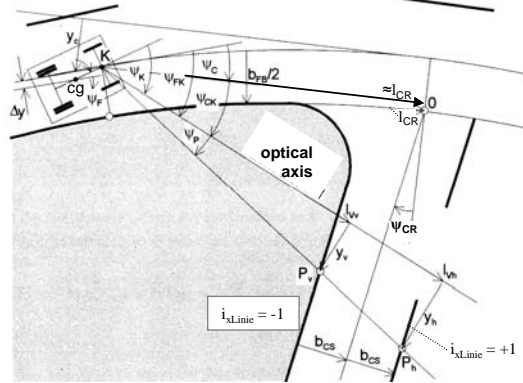 y_c
K
cg
Δy
ψ_F
ψ_K
ψ_FK
ψ_C
ψ_CK
ψ_P
b_FB/2
≈l_CR
0
l_CR
optical
axis
ψ_CR
l_Vv
y_v
P_v
l_Vh
y_h
i_xLinie = -1
i_xLinie = +1
b_CS
b_CS
P_h